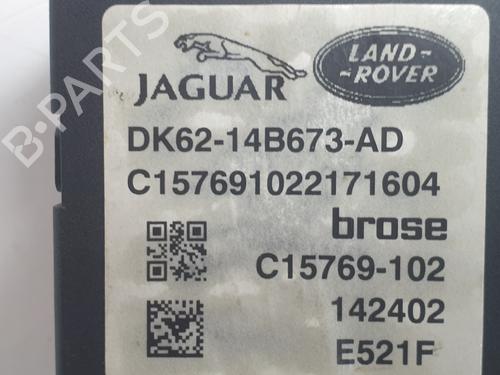 JAGUAR
LAND-
-ROVER
DK62-14B673-AD
C157691022171604
brose
C15769-102
142402
E521F
B-PARTS